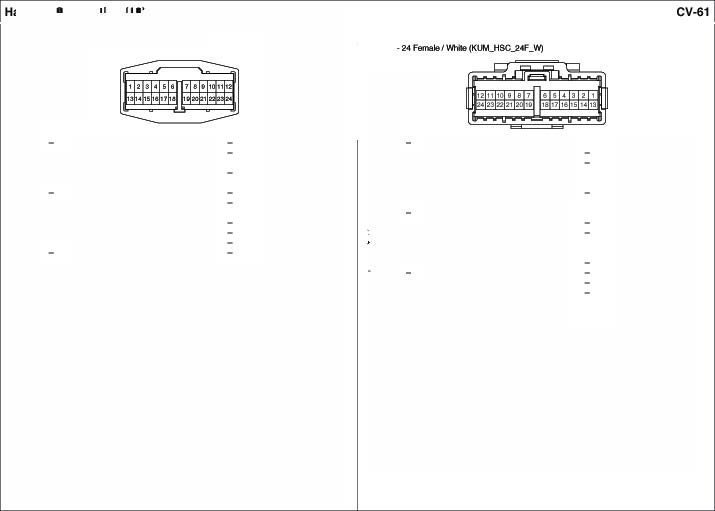 CV-61
- 24 Female / White (KUM_HSC_24F_W)
1 2 3 4 5 6 7 8 9 10 11 12
13 14 15 16 17 18 19 20 21 22 23 24
12 11 10 9 8 7 6 5 4 3 2 1
24 23 22 21 20 19 18 17 16 15 14 13